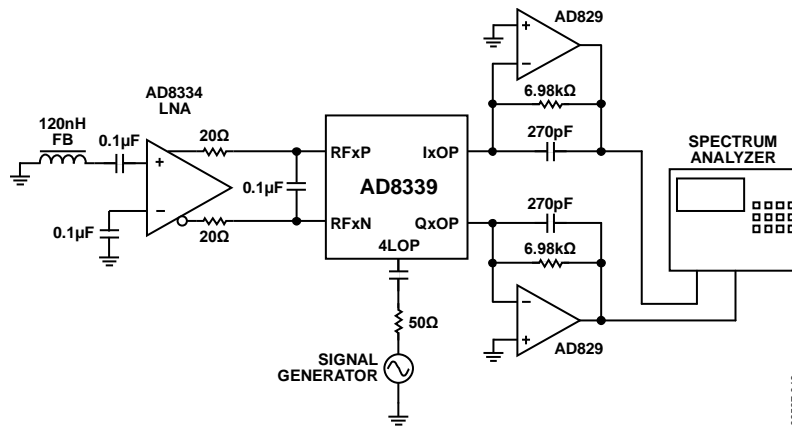 AD829
+
−
AD8334
LNA
6.98kΩ
120nH
FB
0.1µF
20Ω
270pF
SPECTRUM
ANALYZER
+
RFxP
IxOP
0.1µF
AD8339
−
RFxN
QxOP
270pF
0.1µF
20Ω
4LOP
6.98kΩ
50Ω
−
+
AD829
SIGNAL
GENERATOR